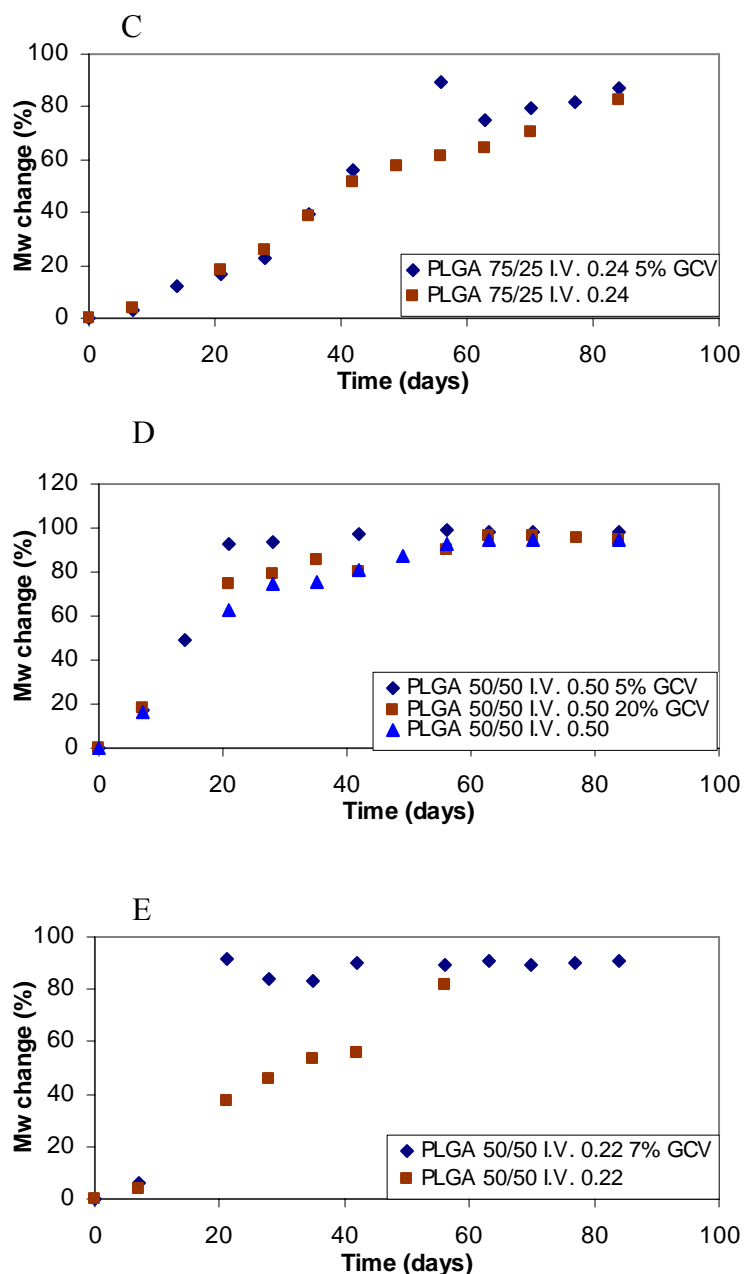 C
Mw change (%)
100
80
60
40
20
0
PLGA 75/25 I.V. 0.24 5% GCV
PLGA 75/25 I.V. 0.24
0 20 40 60 80 100
Time (days)
D
Mw change (%)
120
100
80
60
40
20
0
PLGA 50/50 I.V. 0.50 5% GCV
PLGA 50/50 I.V. 0.50 20% GCV
PLGA 50/50 I.V. 0.50
0 20 40 60 80 100
Time (days)
E
Mw change (%)
100
80
60
40
20
0
PLGA 50/50 I.V. 0.22 7% GCV
PLGA 50/50 I.V. 0.22
0 20 40 60 80 100
Time (days)